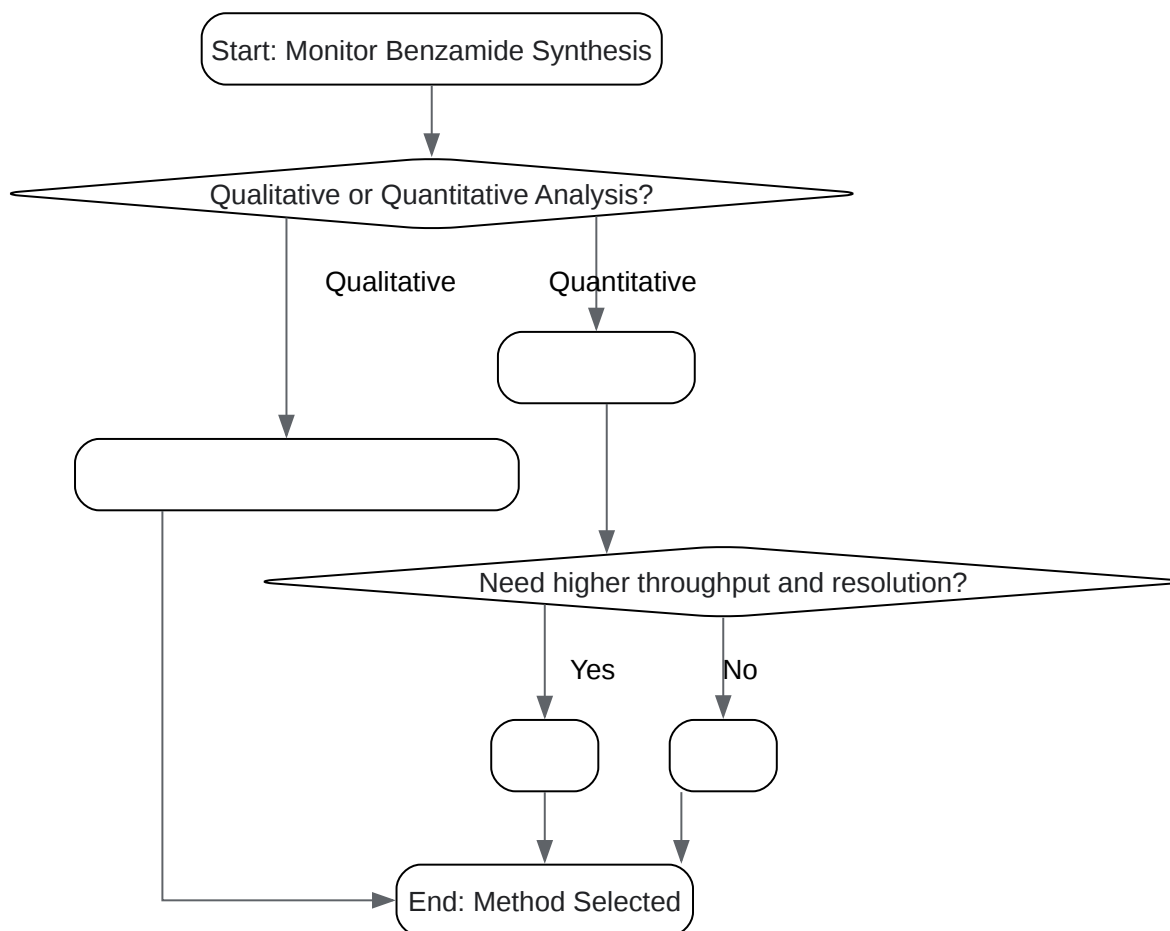 Start: Monitor Benzamide Synthesis
Qualitative or Quantitative Analysis?
Qualitative
Quantitative
Need higher throughput and resolution?
Yes
No
End: Method Selected